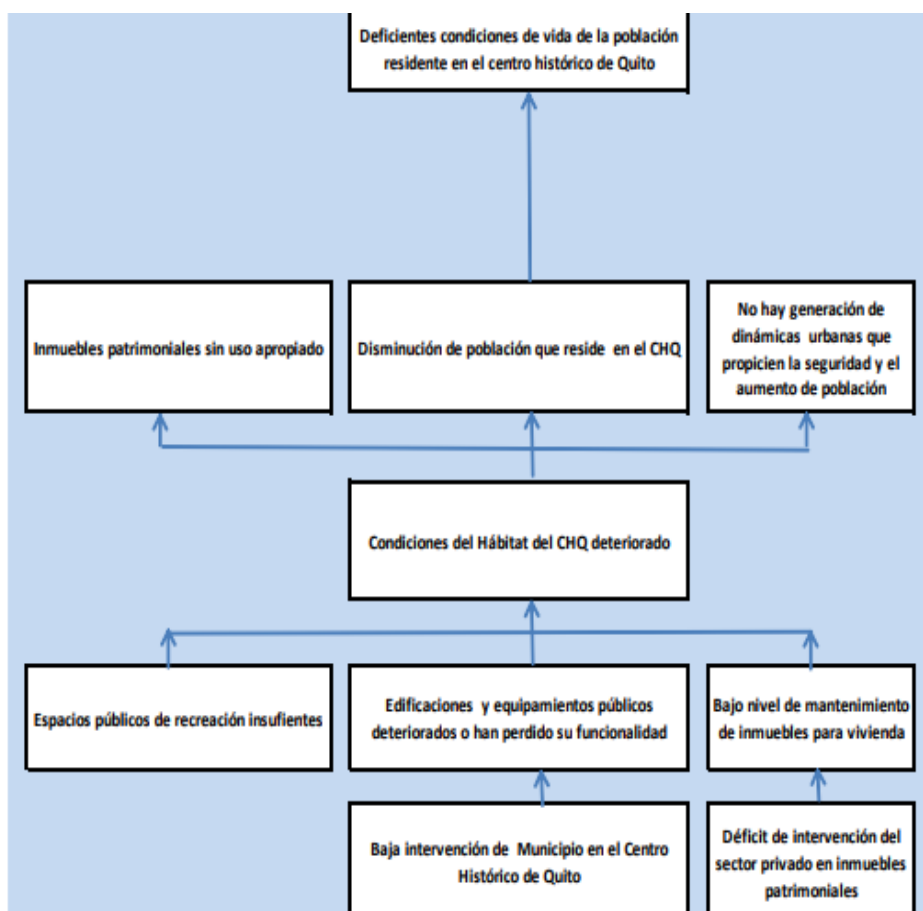 Deficientes condiciones de vida de la población
residente en el centro histórico de Quito
Inmuebles patrimoniales sin uso apropiado
Disminución de población que reside en el CHQ
No hay generación de
dinámicas urbanas que
propicien la seguridad y el
aumento de población
Condiciones del Hábitat del CHQ deteriorado
Espacios públicos de recreación insufientes
Edificaciones y equipamientos públicos
deteriorados o han perdido su funcionalidad
Bajo nivel de mantenimiento
de inmuebles para vivienda
Baja intervención de Municipio en el Centro
Histórico de Quito
Déficit de intervención del
sector privado en inmuebles
patrimoniales